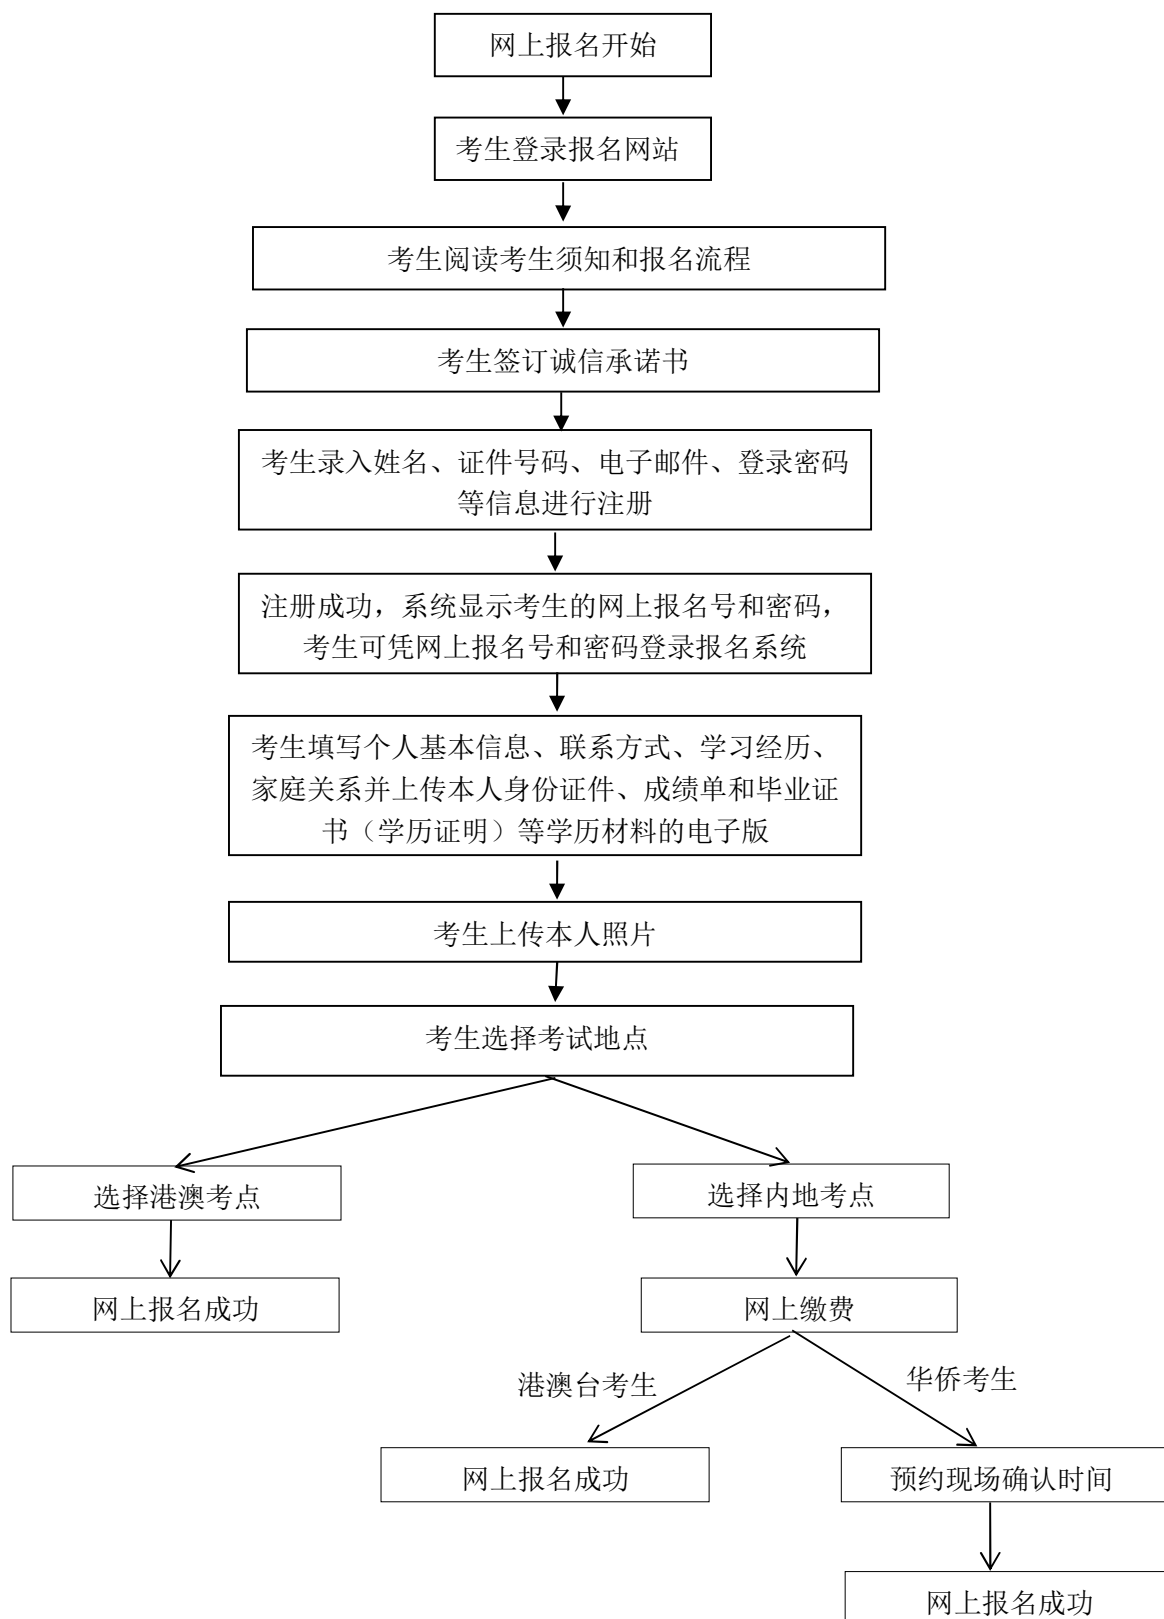 网上报名开始
考生登录报名网站
考生阅读考生须知和报名流程
考生签订诚信承诺书
考生录入姓名、证件号码、电子邮件、登录密码
等信息进行注册
注册成功，系统显示考生的网上报名号和密码，
考生可凭网上报名号和密码登录报名系统
考生填写个人基本信息、联系方式、学习经历、
家庭关系并上传本人身份证件、成绩单和毕业证
书（学历证明）等学历材料的电子版
考生上传本人照片
考生选择考试地点
选择港澳考点
选择内地考点
网上报名成功
网上缴费
港澳台考生
华侨考生
网上报名成功
预约现场确认时间
网上报名成功